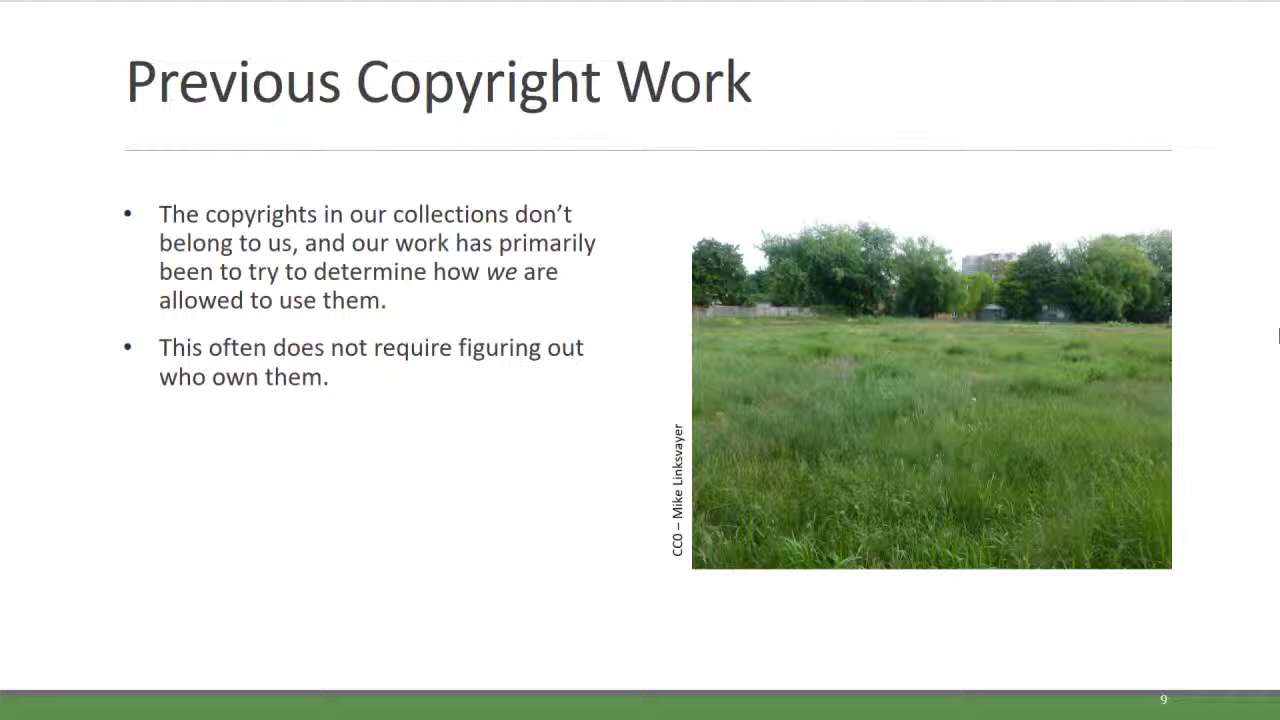 Previous Copyright Work
• The copyrights in our collections don’t
belong to us, and our work has primarily
been to try to determine how we are
allowed to use them.
• This often does not require figuring out
who own them.
CC0 – Mike Linksvayer
9